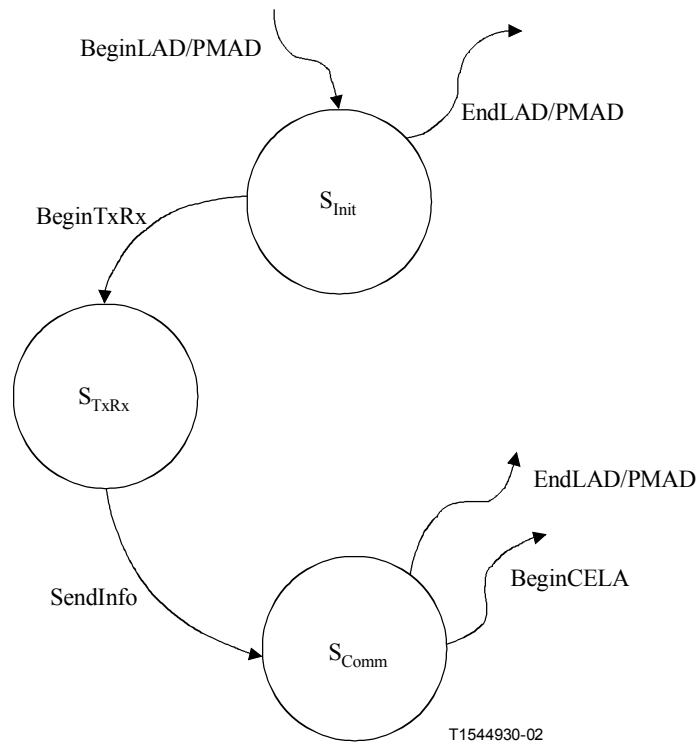 BeginLAD/PMAD
EndLAD/PMAD
S_Init
BeginTxRx
S_TxRx
EndLAD/PMAD
BeginCELA
SendInfo
S_Comm
T1544930-02